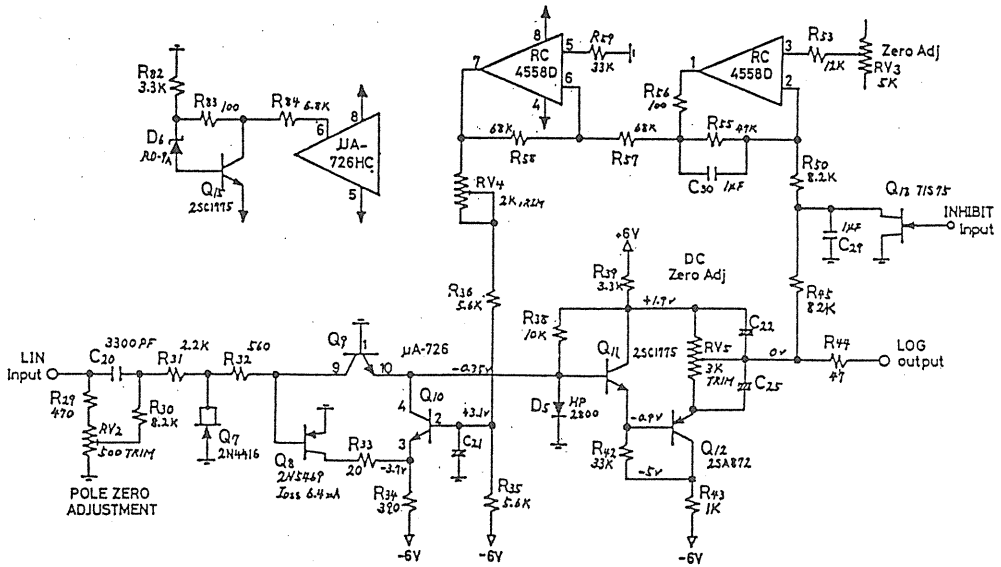 R82
3.3K
R83 100
R84 6.8K
6
8
5
μA-
726HC
D6
RD-9A
Q15
2SC1775
7
8
RC
4558D
4
5
6
R59
33K
1
RC
4558D
3
2
R53
12K
Zero Adj
RV3
5K
R56
100
68K
R58
68K
R57
R55 47K
C30 1μF
R50
8.2K
Q13 71S75
INHIBIT
Input
1μF
C29
RV4
2K TRIM
R36
5.6K
R45
82K
+6V
R39
3.3K
DC
Zero Adj
+1.9V
R38
10K
Q11
2SC1775
RV5
3K
TRIM
C22
0V
C25
R44
47
LOG
output
LIN
Input
C20
3300PF
R31
2.2K
R32
560
Q9
1
9
10
μA-726
-0.35V
R29
470
R30
8.2K
RV2
500 TRIM
POLE ZERO
ADJUSTMENT
Q7
2N4416
Q8
2N5469
IDSS 6.4mA
R33
20
Q10
4
2
3
+3.1V
-3.7V
C21
R34
390
-6V
R35
5.6K
-6V
D5
HP
2800
-0.9V
R42
33K
-5V
Q12
2SA872
R43
1K
-6V